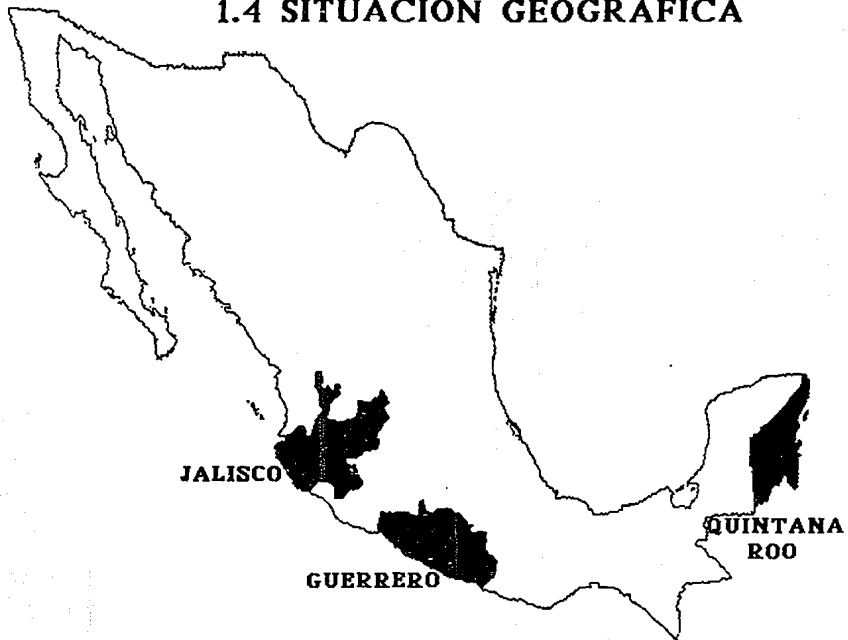 1.4 SITUACION GEOGRAFICA
JALISCO
QUINTANA
ROO
GUERRERO